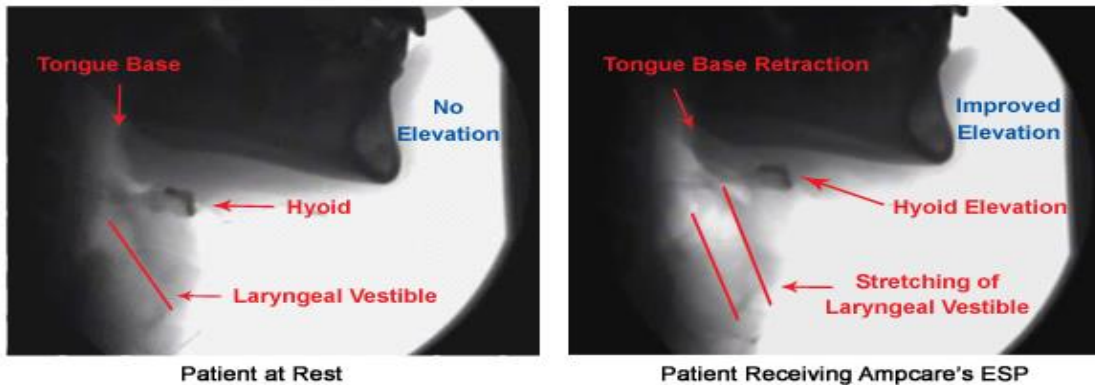 Tongue Base
No
Elevation
Hyoid
Laryngeal Vestible
Patient at Rest
Tongue Base Retraction
Improved
Elevation
Hyoid Elevation
Stretching of
Laryngeal Vestible
Patient Receiving Ampcare's ESP